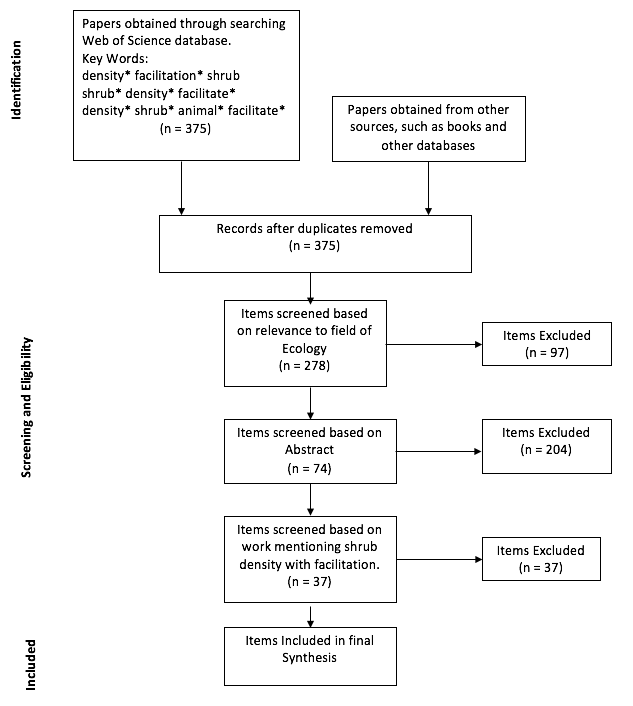 Identification
Papers obtained through searching
Web of Science database.
Key Words:
density* facilitation* shrub
shrub* density* facilitate*
density* shrub* animal* facilitate*
(n = 375)
Papers obtained from other
sources, such as books and
other databases
Records after duplicates removed
(n = 375)
Screening and Eligibility
Items screened based
on relevance to field of
Ecology
(n = 278)
Items Excluded
(n = 97)
Items screened based on
Abstract
(n = 74)
Items Excluded
(n = 204)
Items screened based on
work mentioning shrub
density with facilitation.
(n = 37)
Items Excluded
(n = 37)
Included
Items Included in final
Synthesis